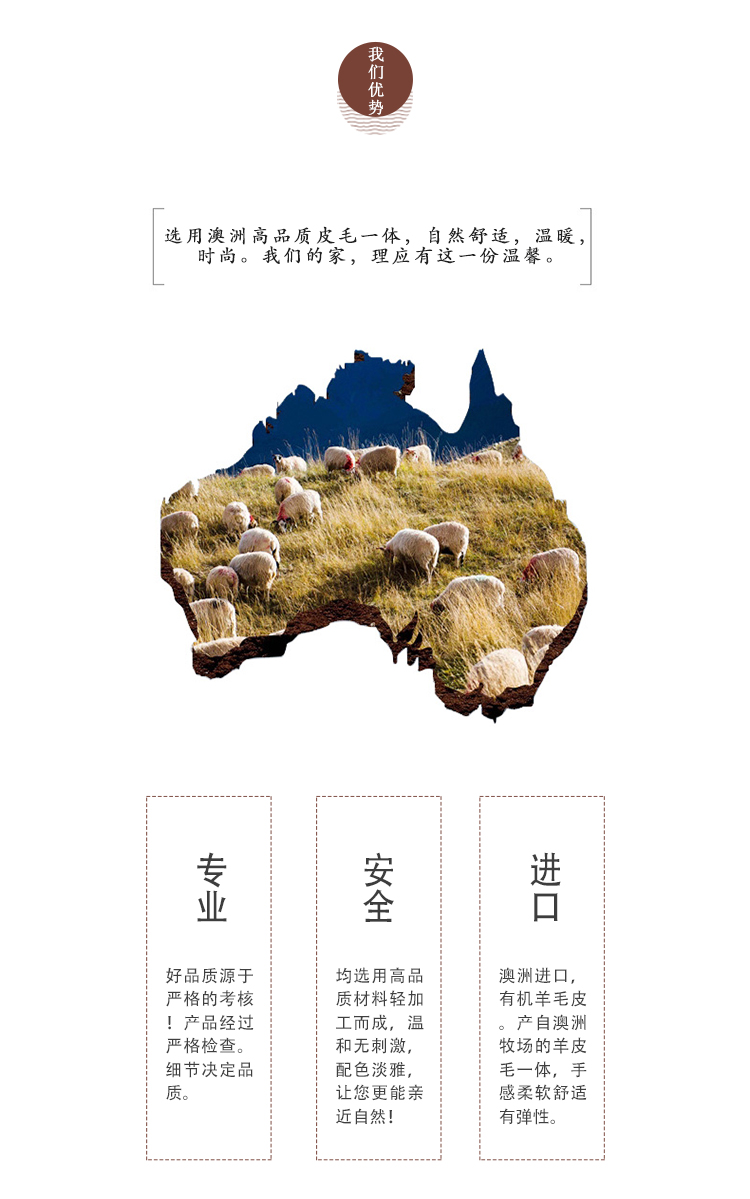 我们优势
选用澳洲高品质皮毛一体，自然舒适，温暖，
时尚。我们的家，理应有这一份温馨。
专业
好品质源于
严格的考核
！产品经过
严格检查。
细节决定品
质。
安全
均选用高品
质材料轻加
工而成，温
和无刺激，
配色淡雅，
让您更能亲
近自然！
进口
澳洲进口，
有机羊毛皮
。产自澳洲
牧场的羊皮
毛一体，手
感柔软舒适
有弹性。